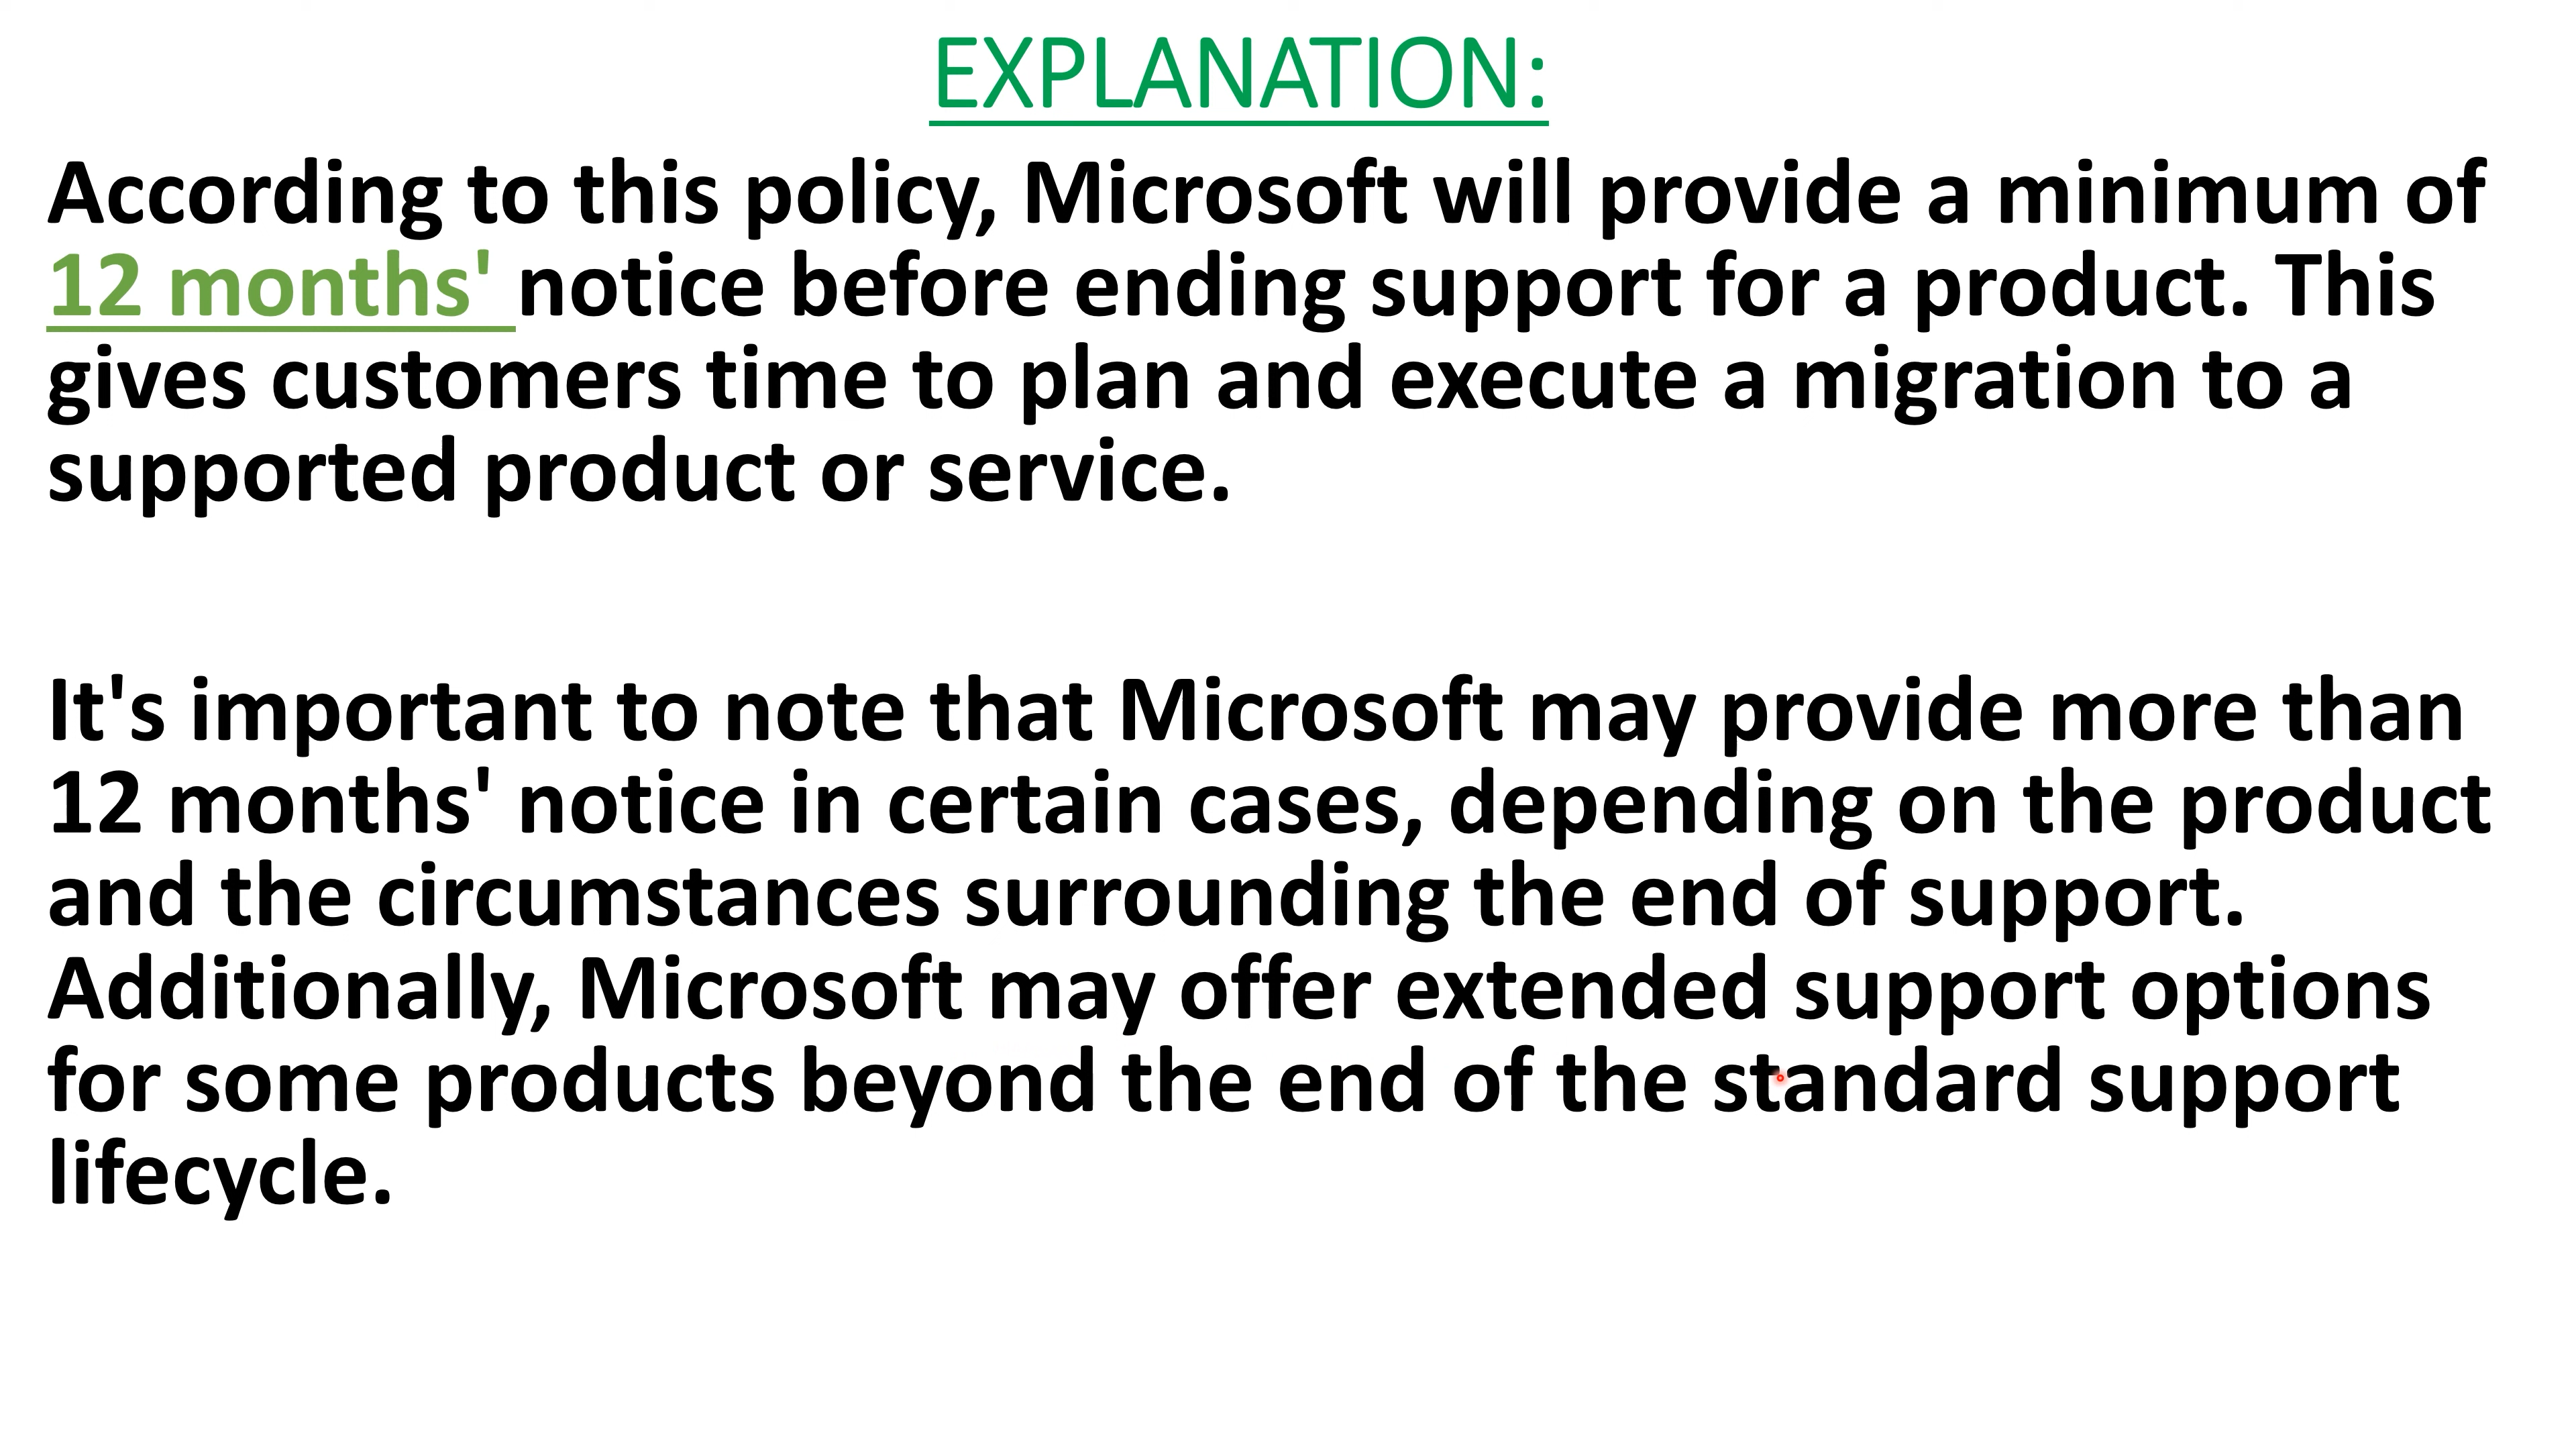 EXPLANATION:
According to this policy, Microsoft will provide a minimum of
12 months' notice before ending support for a product. This
gives customers time to plan and execute a migration to a
supported product or service.
It's important to note that Microsoft may provide more than
12 months' notice in certain cases, depending on the product
and the circumstances surrounding the end of support.
Additionally, Microsoft may offer extended support options
for some products beyond the end of the standard support
lifecycle.